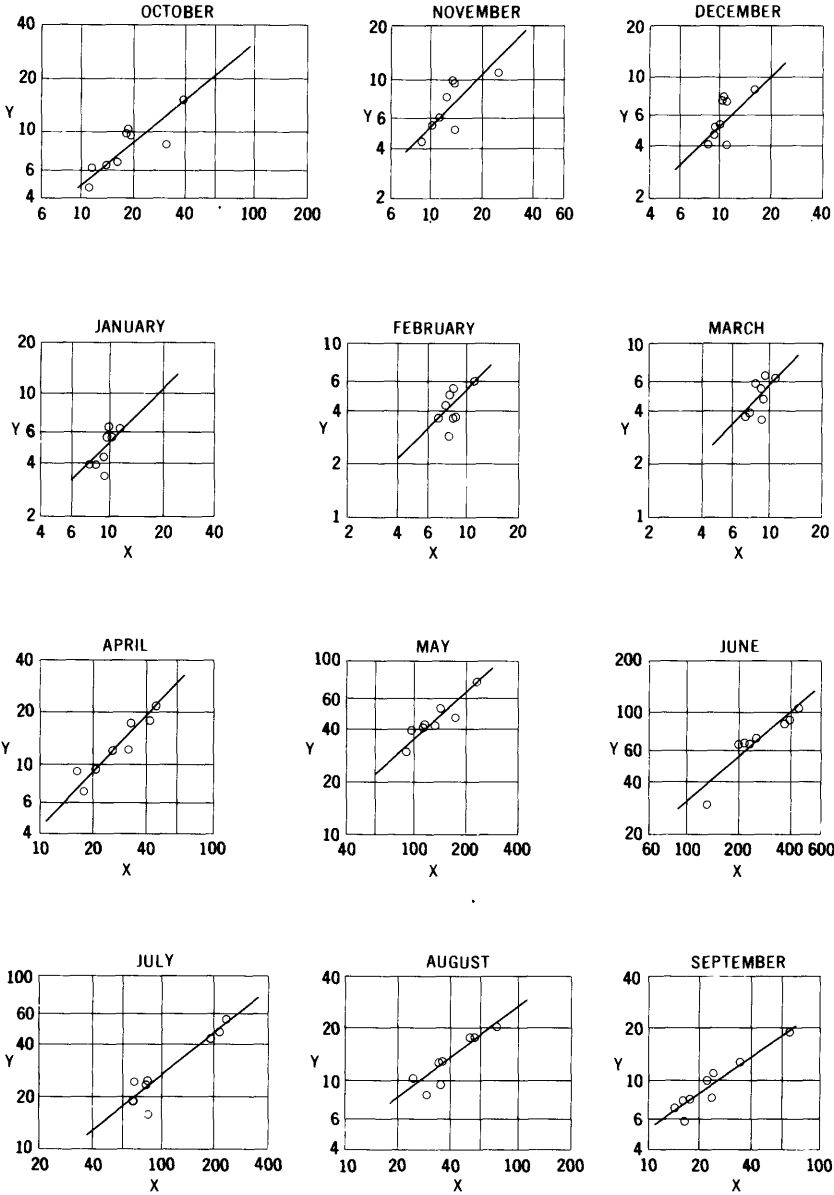 OCTOBER
40
20
Y
10
6
4
6 10 20 40 100 200
NOVEMBER
20
10
Y 6
4
2
6 10 20 40 60
DECEMBER
20
10
Y 6
4
2
4 6 10 20 40
JANUARY
20
10
Y 6
4
2
4 6 10 20 40
X
FEBRUARY
10
6
4
Y
2
1
2 4 6 10 20
X
MARCH
10
6
4
Y
2
1
2 4 6 10 20
X
APRIL
40
20
Y
10
6
4
10 20 40 100
X
MAY
100
60
Y
40
20
10
40 100 200 400
X
JUNE
200
100
Y
60
40
20
60 100 200 400 600
X
JULY
100
60
Y
40
20
10
20 40 100 200 400
X
AUGUST
40
20
Y
10
6
4
10 20 40 100 200
X
SEPTEMBER
40
20
Y
10
6
4
10 20 40 100
X